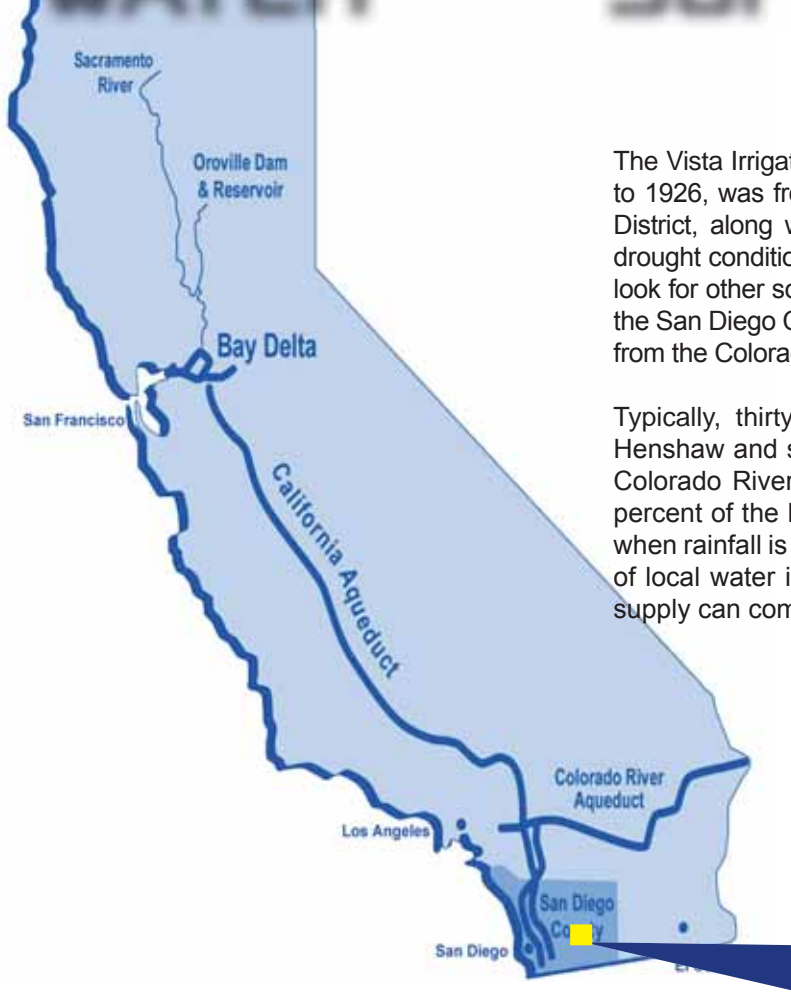 WATER
Sacramento
River
Oroville Dam
& Reservoir
Bay Delta
San Francisco
California Aqueduct
Colorado River
Aqueduct
Los Angeles
San Diego
County
San Diego
The Vista Irrigat
to 1926, was fr
District, along w
drought conditio
look for other so
the San Diego C
from the Colorad
Typically, thirty
Henshaw and s
Colorado River
percent of the l
when rainfall is
of local water i
supply can com